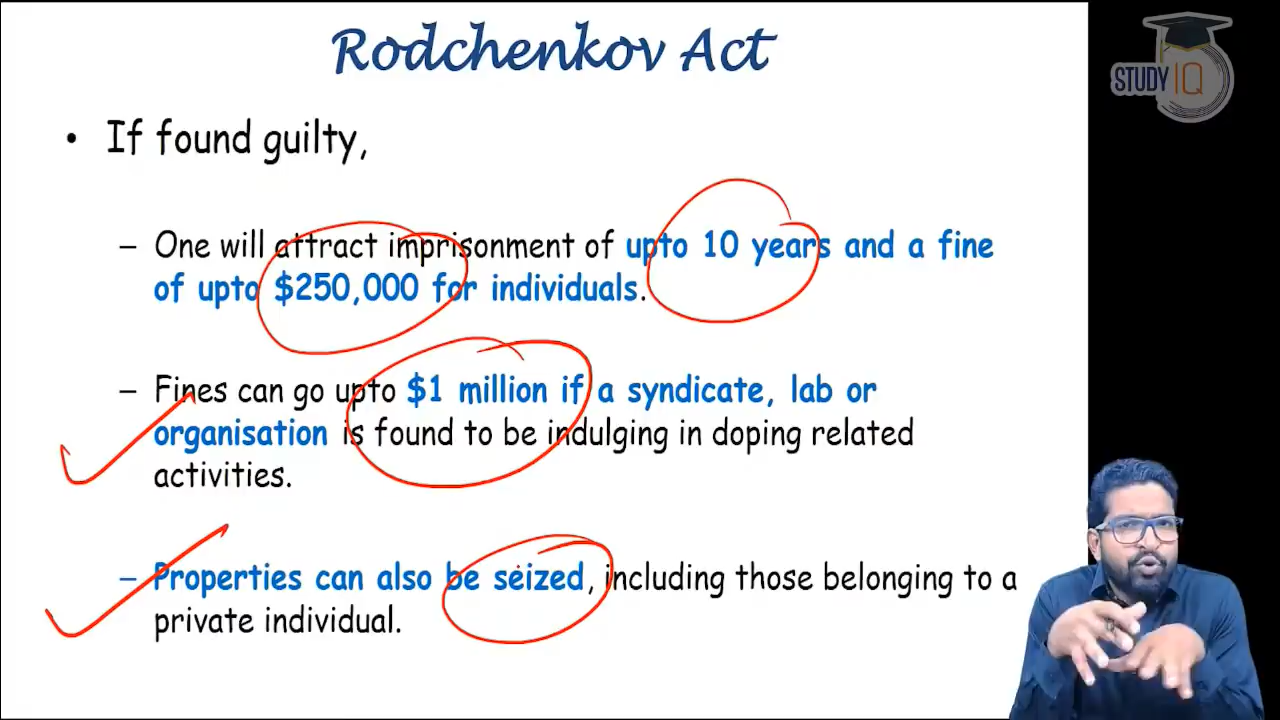 Rodchenkov Act
STUDY IQ
• If found guilty,
– One will attract imprisonment of upto 10 years and a fine
of upto $250,000 for individuals.
– Fines can go upto $1 million if a syndicate, lab or
organisation is found to be indulging in doping related
activities.
– Properties can also be seized, including those belonging to a
private individual.